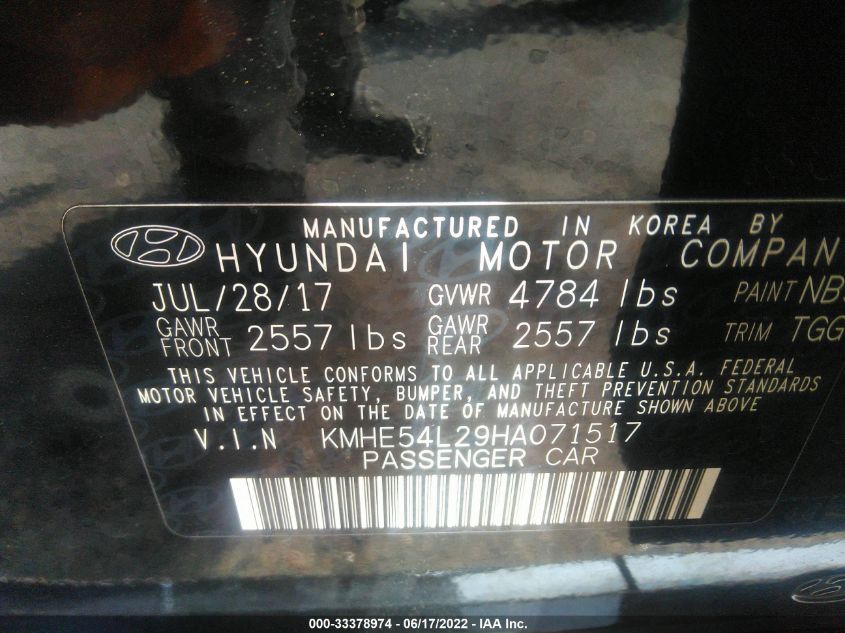 MANUFACTURED IN KOREA BY
HYUNDAI MOTOR COMPAN
JUL/28/17 GVWR 4784 lbs PAINT NB
GAWR FRONT 2557 lbs GAWR REAR 2557 lbs TRIM TGG
THIS VEHICLE CONFORMS TO ALL APPLICABLE U.S.A. FEDERAL
MOTOR VEHICLE SAFETY, BUMPER, AND THEFT PREVENTION STANDARDS
IN EFFECT ON THE DATE OF MANUFACTURE SHOWN ABOVE
V.I.N KMHE54L29HA071517
PASSENGER CAR
000-33378974 - 06/17/2022 - IAA Inc.